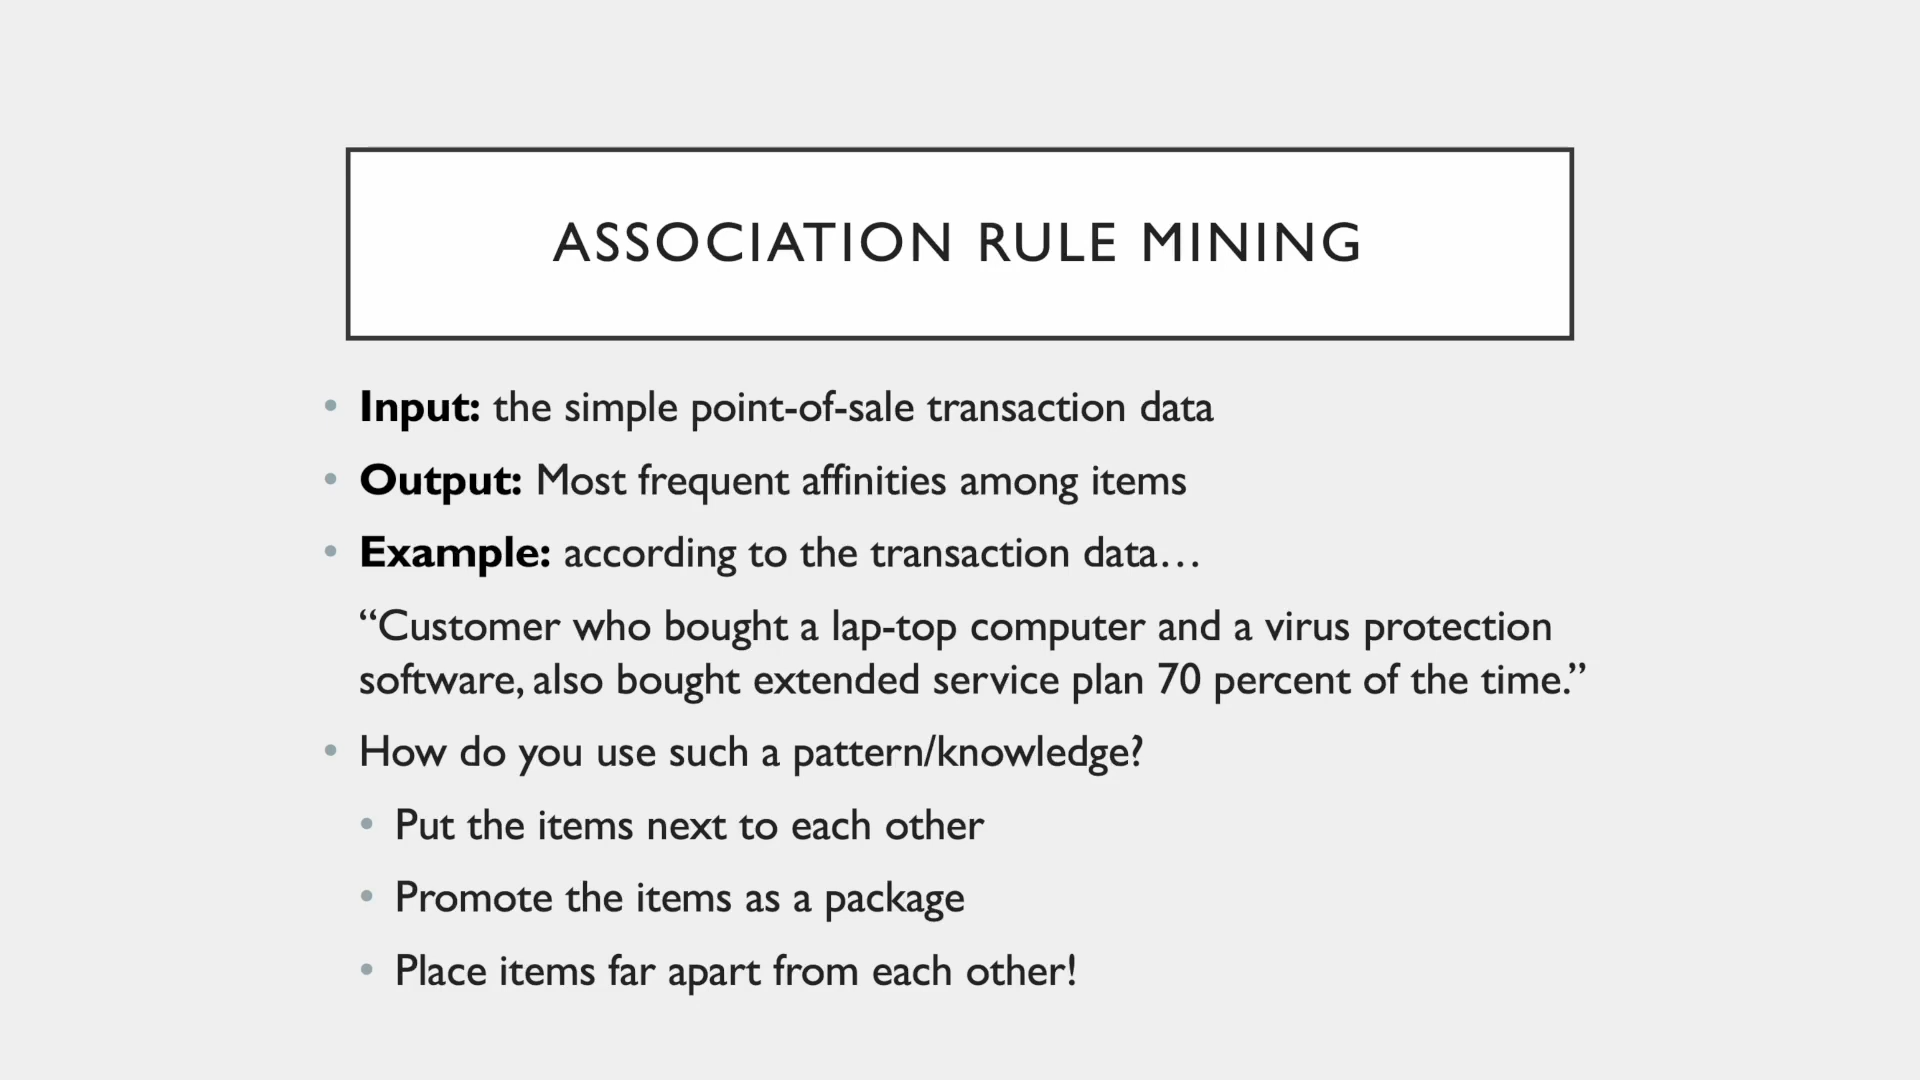 ASSOCIATION RULE MINING
• Input: the simple point-of-sale transaction data
• Output: Most frequent affinities among items
• Example: according to the transaction data…
“Customer who bought a lap-top computer and a virus protection
software, also bought extended service plan 70 percent of the time.”
• How do you use such a pattern/knowledge?
• Put the items next to each other
• Promote the items as a package
• Place items far apart from each other!